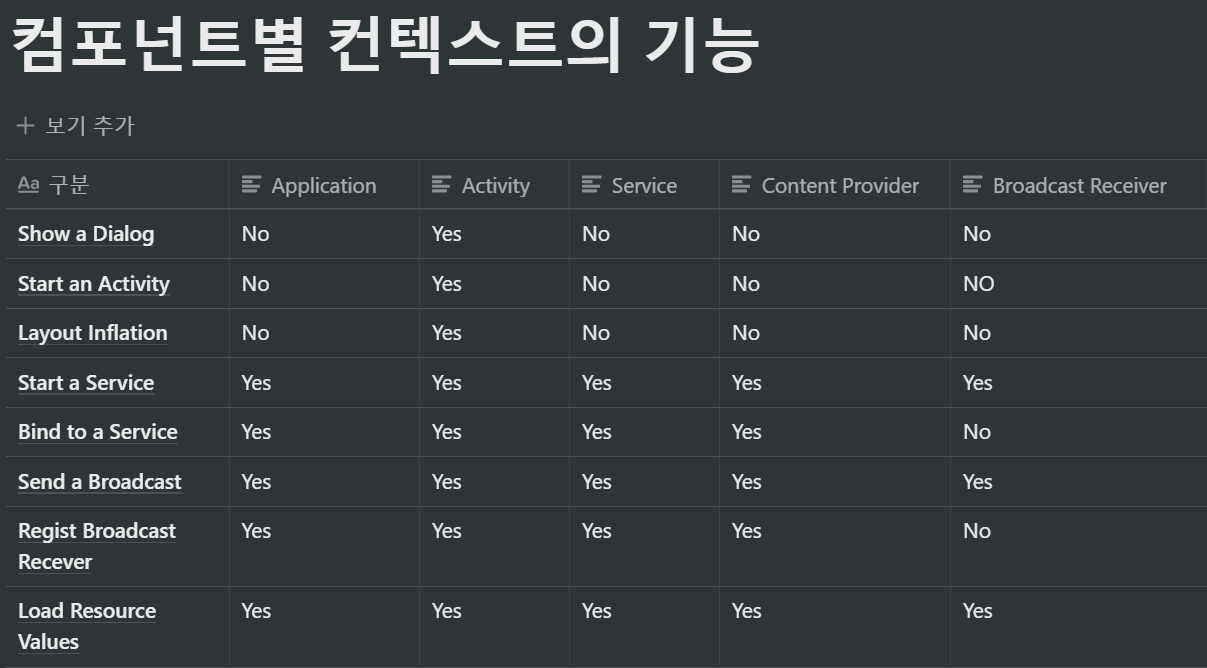 컴포넌트별 컨텍스트의 기능
보기 추가
Aa 구분 Application Activity Service Content Provider Broadcast Receiver
Show a Dialog No Yes No No No
Start an Activity No Yes No No NO
Layout Inflation No Yes No No No
Start a Service Yes Yes Yes Yes Yes
Bind to a Service Yes Yes Yes Yes No
Send a Broadcast Yes Yes Yes Yes Yes
Regist Broadcast Yes Yes Yes Yes No
Recever
Load Resource Yes Yes Yes Yes Yes
Values